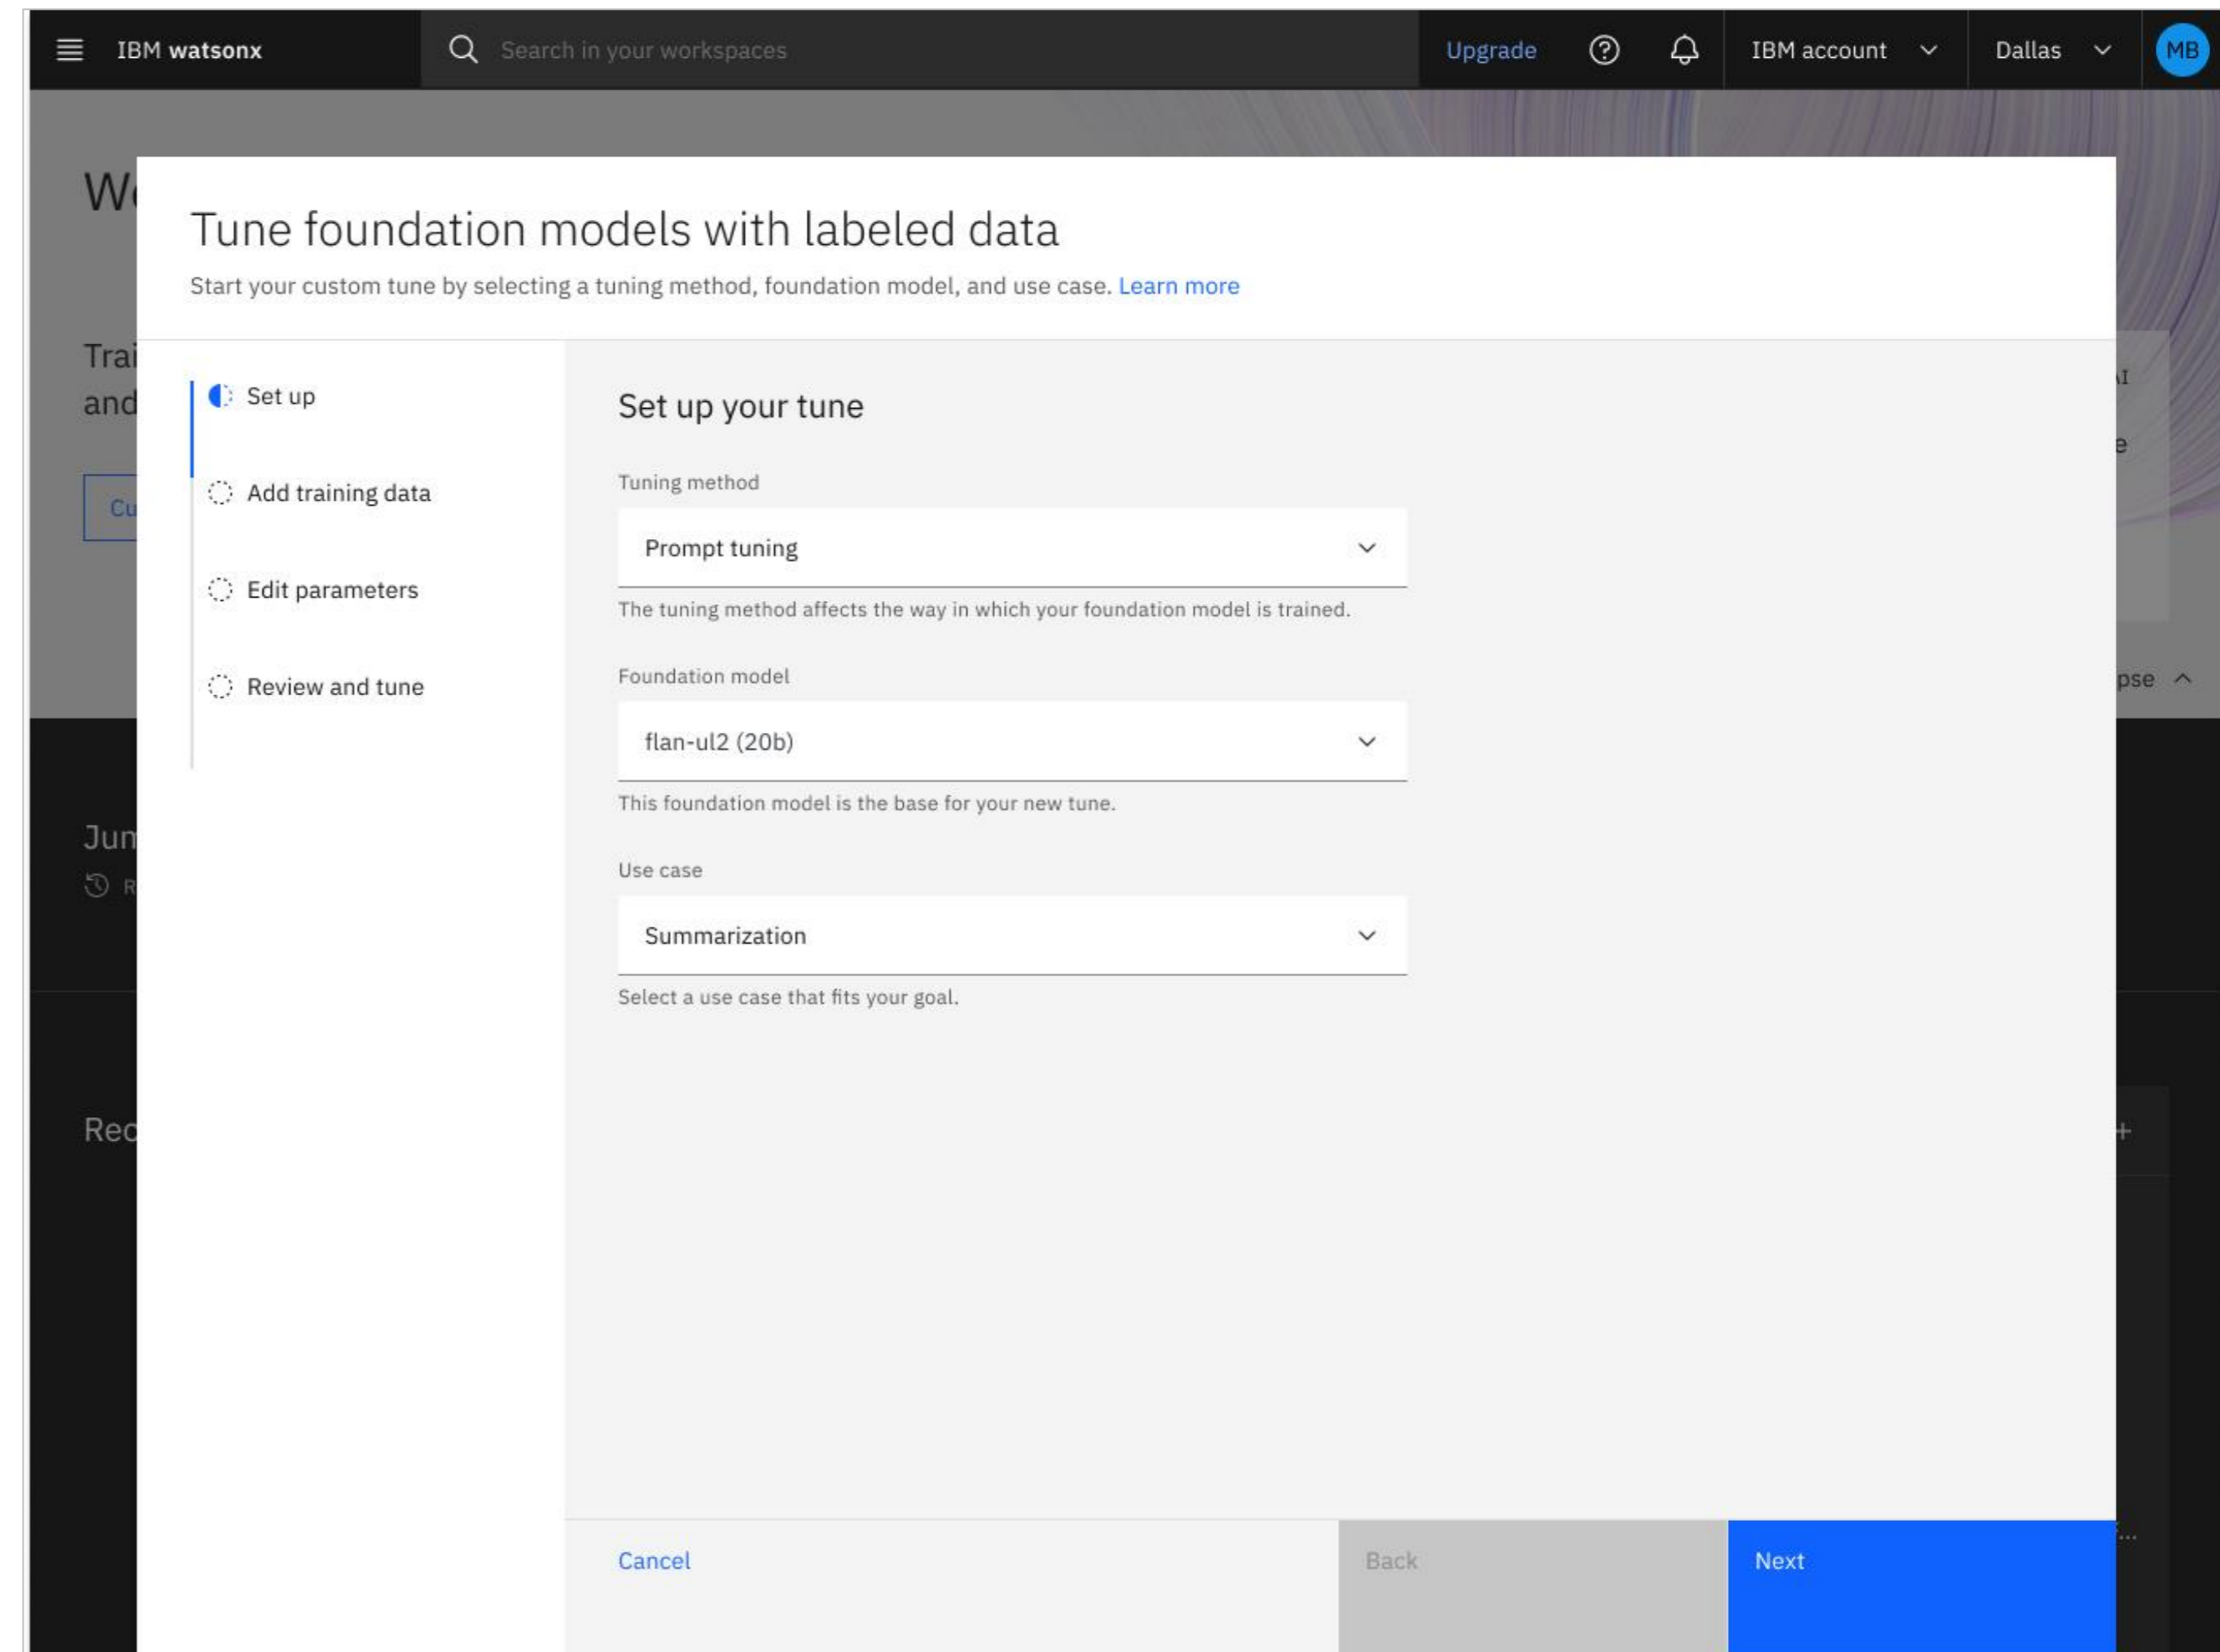 IBM watsonx
Search in your workspaces
Upgrade
IBM account
Dallas
MB
Tune foundation models with labeled data
Start your custom tune by selecting a tuning method, foundation model, and use case. Learn more
Set up
Add training data
Edit parameters
Review and tune
Set up your tune
Tuning method
Prompt tuning
The tuning method affects the way in which your foundation model is trained.
Foundation model
flan-ul2 (20b)
This foundation model is the base for your new tune.
Use case
Summarization
Select a use case that fits your goal.
Cancel
Back
Next